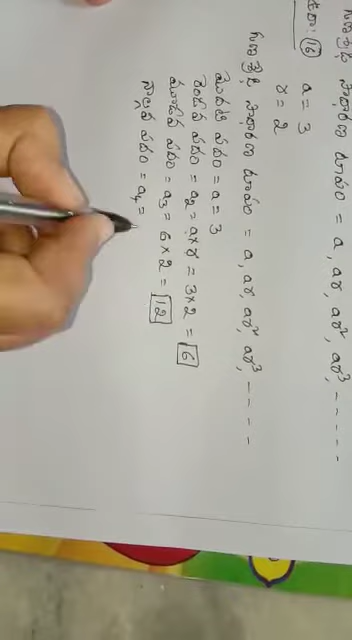 గుణశ్రేఢి సాధారణ రూపం = a, ar, ar², ar³, -----
ఉదా: 16
a = 3
r = 2
గుణశ్రేఢి సాధారణ రూపం = a, ar, ar², ar³, ----
మొదటి పదం = a = 3
రెండవ పదం = a₂ = a×r = 3×2 = 6
మూడవ పదం = a₃ = 6×2 = 12
నాల్గవ పదం = a₄ =